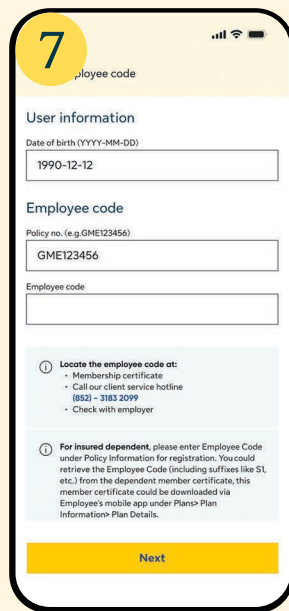 7
ployee code
User information
Date of birth (YYYY-MM-DD)
1990-12-12
Employee code
Policy no. (e.g.GME123456)
GME123456
Employee code
Locate the employee code at:
• Membership certificate
• Call our client service hotline
(852) - 3183 2099
• Check with employer
For insured dependent, please enter Employee Code
under Policy Information for registration. You could
retrieve the Employee Code (including suffixes like S1,
etc.) from the dependent member certificate, this
member certificate could be downloaded via
Employee's mobile app under Plans> Plan
Information> Plan Details.
Next